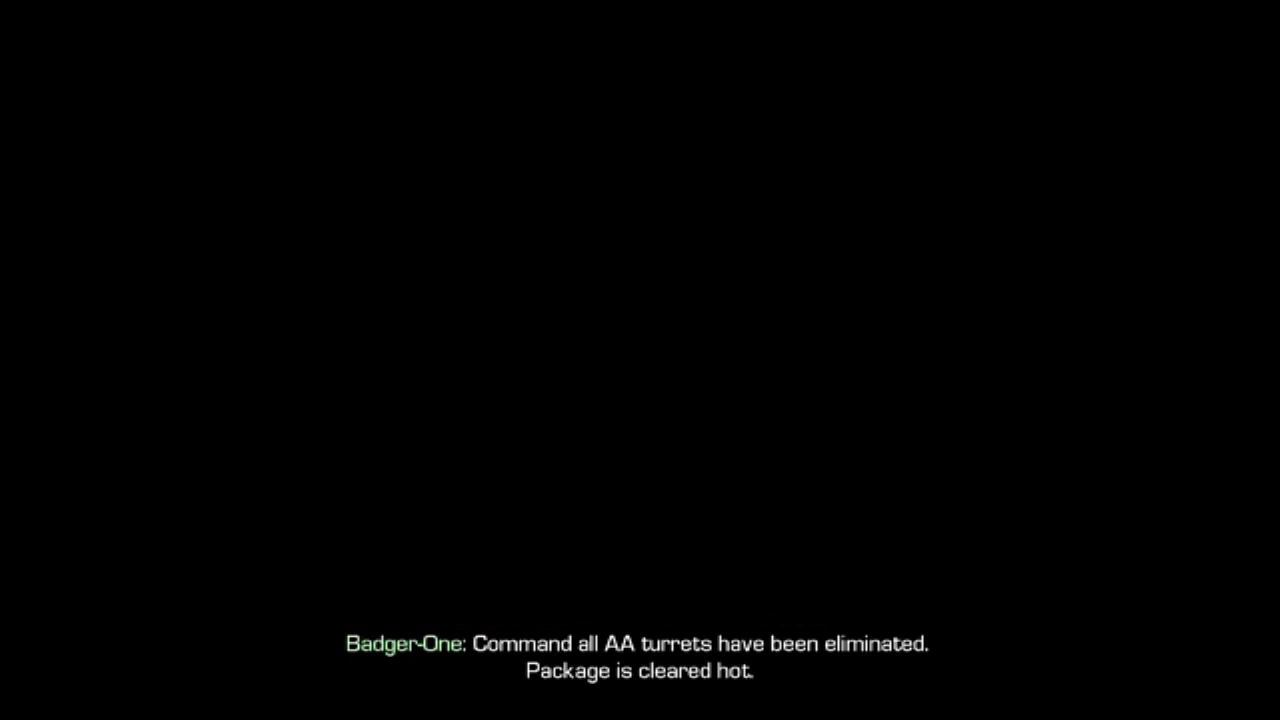 Badger-One: Command all AA turrets have been eliminated.
Package is cleared hot.